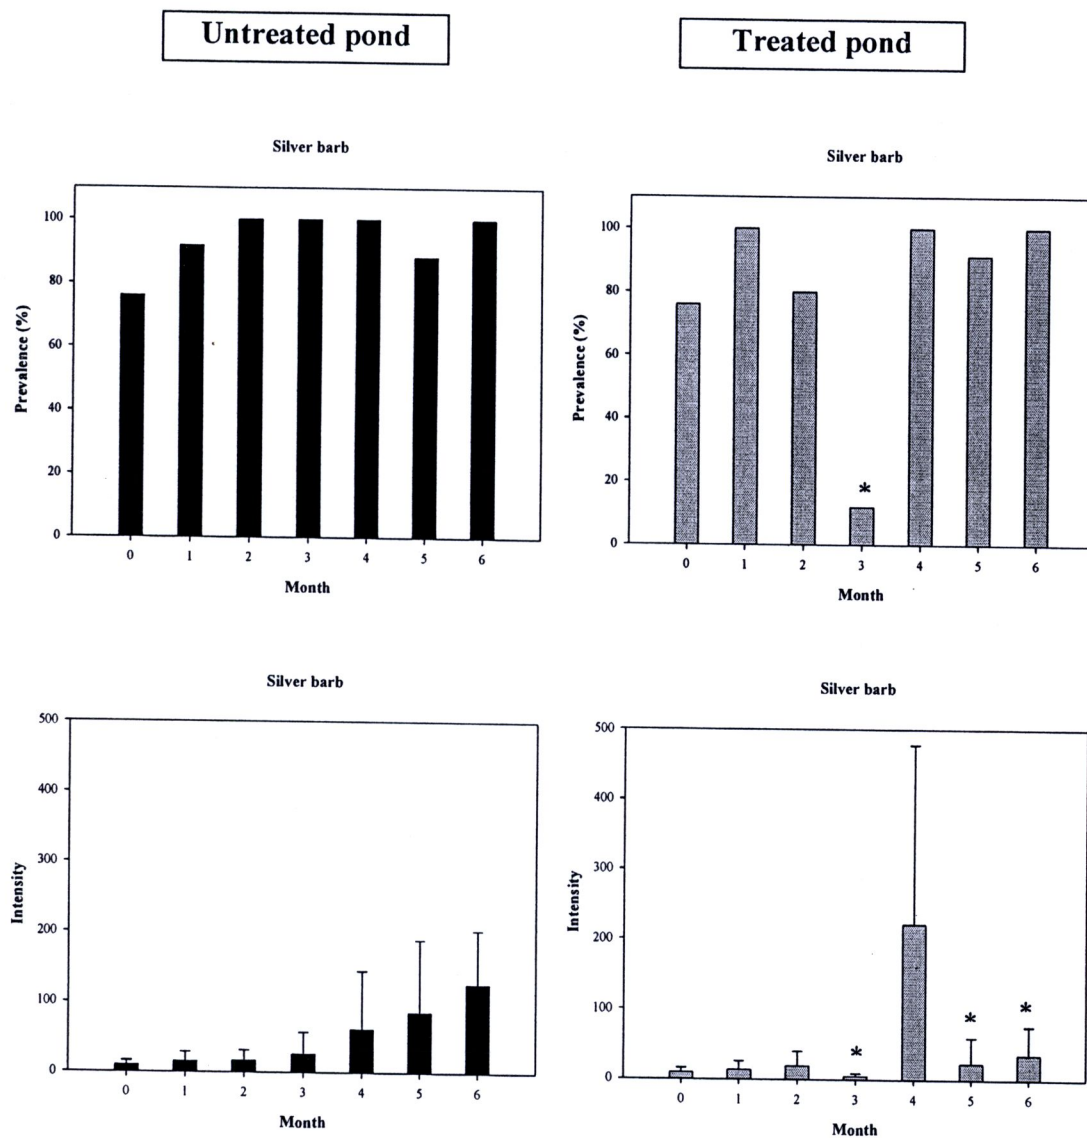 Untreated pond
Treated pond
Silver barb
Prevalence (%)
100
80
60
40
20
0
0 1 2 3 4 5 6
Month
Silver barb
Prevalence (%)
100
80
60
40
20
0
*
0 1 2 3 4 5 6
Month
Silver barb
Intensity
500
400
300
200
100
0
0 1 2 3 4 5 6
Month
Silver barb
Intensity
500
400
300
200
100
0
* * *
0 1 2 3 4 5 6
Month